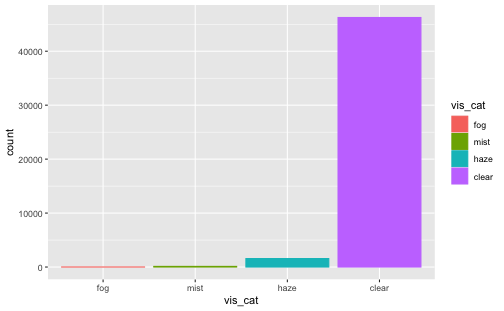 count
40000
30000
20000
10000
0
fog mist haze clear
vis_cat
vis_cat
fog
mist
haze
clear